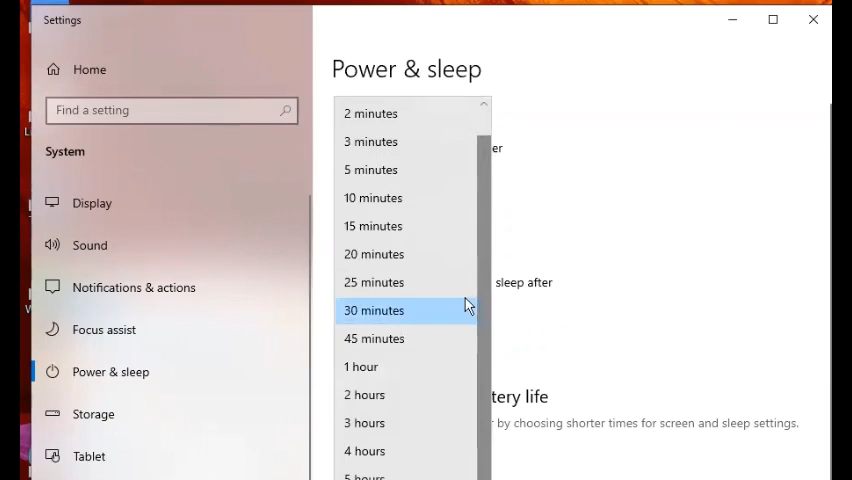 Settings
Home
Find a setting
System
Display
Sound
Notifications & actions
Focus assist
Power & sleep
Storage
Tablet
Power & sleep
2 minutes
3 minutes
5 minutes
10 minutes
15 minutes
20 minutes
25 minutes
30 minutes
45 minutes
1 hour
2 hours
3 hours
4 hours
5 hours
er
sleep after
tery life
r by choosing shorter times for screen and sleep settings.